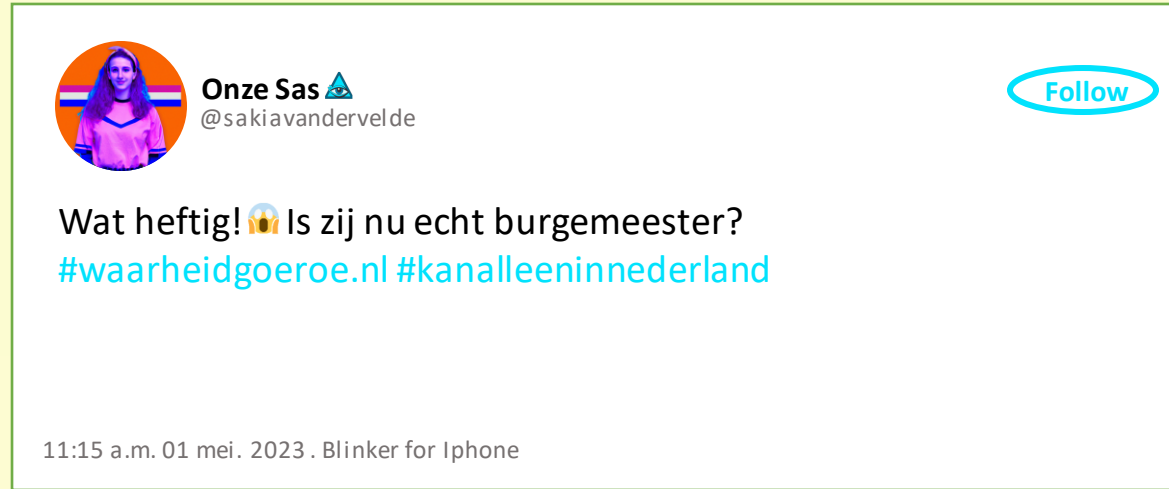 Onze Sas
@sakiavandervelde
Follow
Wat heftig! 😱 Is zij nu echt burgemeester?
#waarheidgoeroe.nl #kanalleeninnederland
11:15 a.m. 01 mei. 2023 . Blinker for Iphone